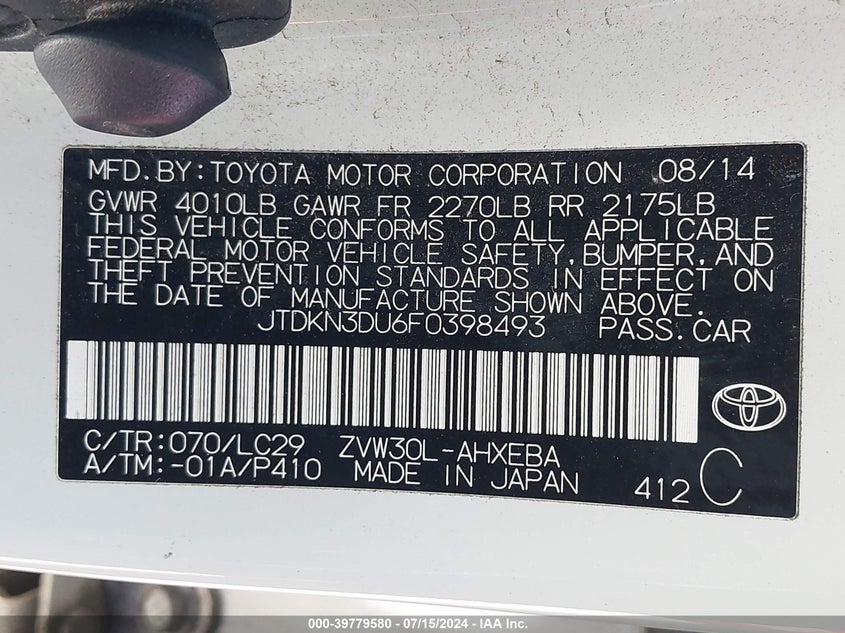 MFD.BY:TOYOTA MOTOR CORPORATION 08/14
GVWR 4010LB GAWR FR 2270LB RR 2175LB
THIS VEHICLE CONFORMS TO ALL APPLICABLE
FEDERAL MOTOR VEHICLE SAFETY,BUMPER,AND
THEFT PREVENTION STANDARDS IN EFFECT ON
THE DATE OF MANUFACTURE SHOWN ABOVE.
JTDKN3DU6F0398493 PASS.CAR
C/TR:070/LC29 ZVW30L-AHXEBA
A/TM:-01A/P410 MADE IN JAPAN 412 C
000-39779580 - 07/15/2024 - © IAA Inc.